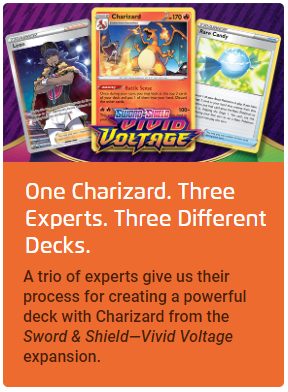 Leon
Charizard
170
Rare Candy
Battle Sense
100+
Sword & Shield
VIVID
VOLTAGE
One Charizard. Three
Experts. Three Different
Decks.
A trio of experts give us their
process for creating a powerful
deck with Charizard from the
Sword & Shield—Vivid Voltage
expansion.